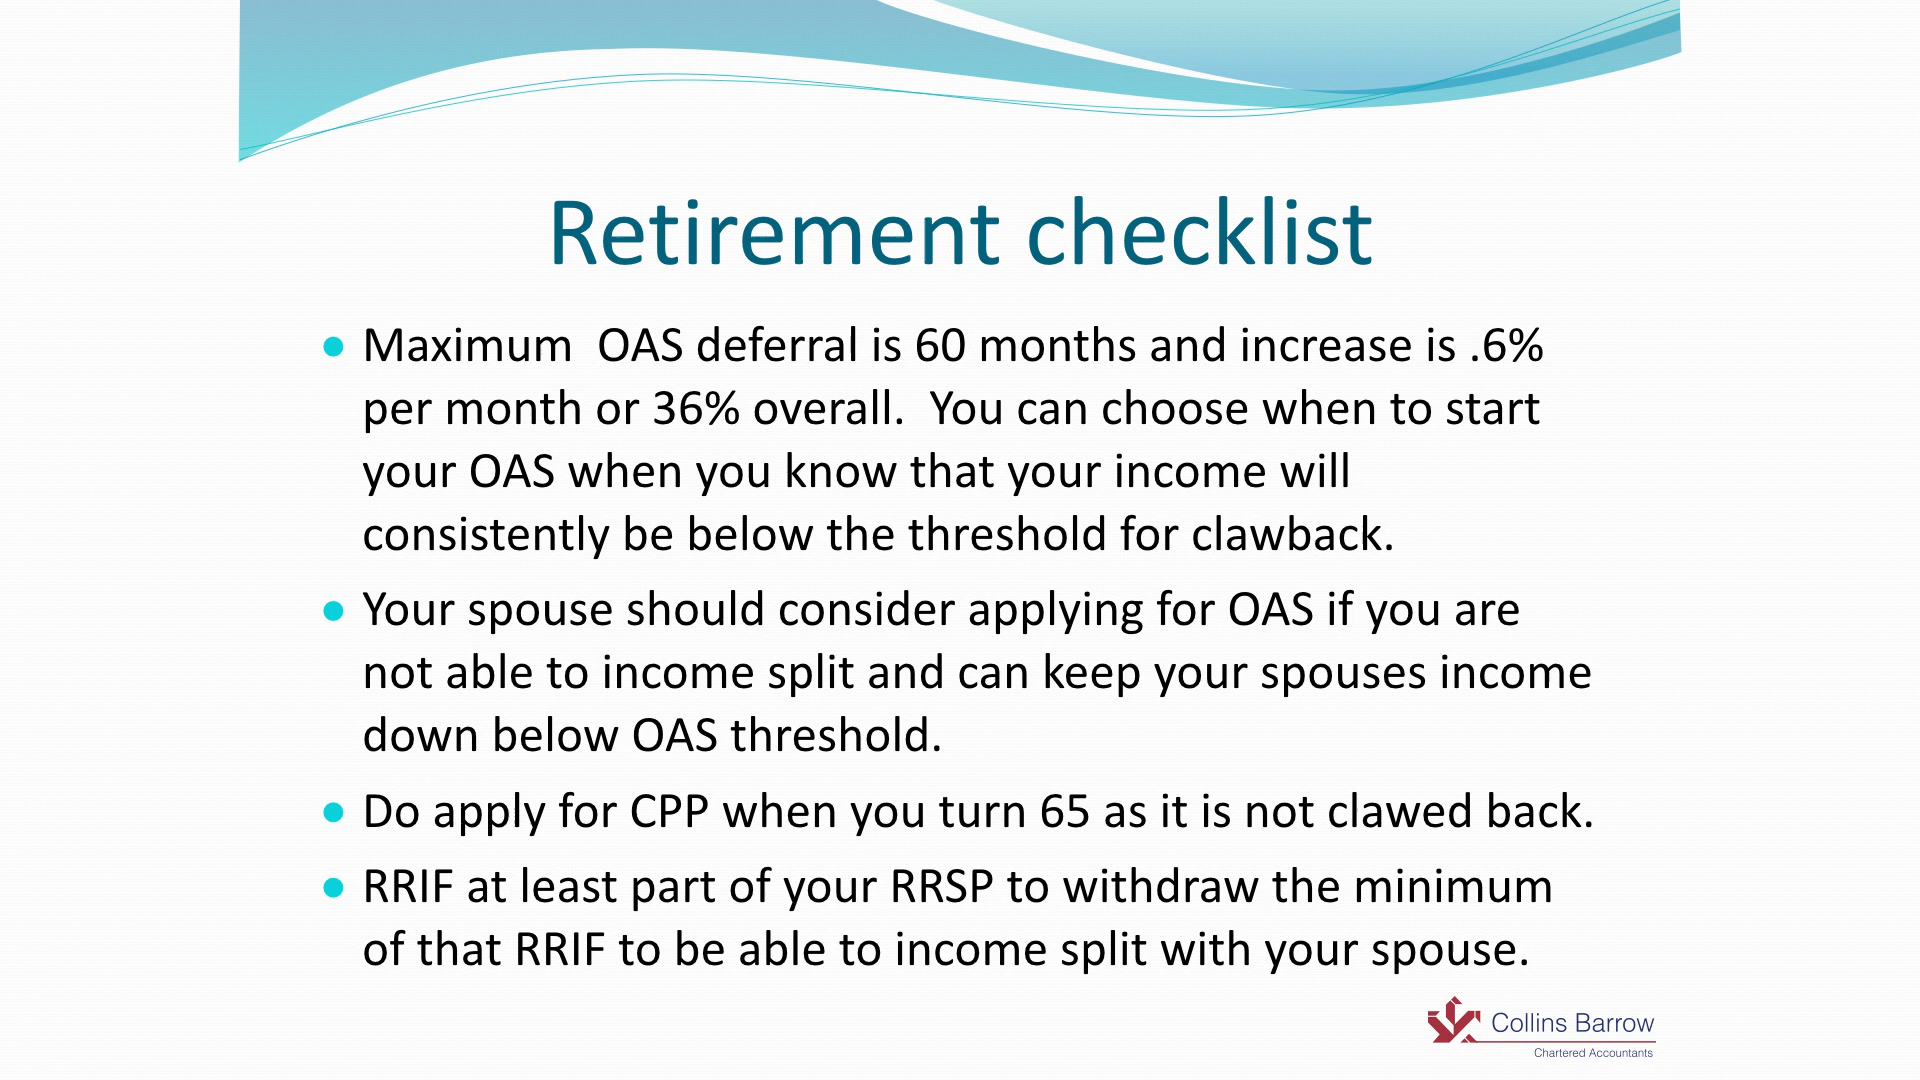 Retirement checklist
• Maximum  OAS deferral is 60 months and increase is .6%
per month or 36% overall.  You can choose when to start
your OAS when you know that your income will
consistently be below the threshold for clawback.
• Your spouse should consider applying for OAS if you are
not able to income split and can keep your spouses income
down below OAS threshold.
• Do apply for CPP when you turn 65 as it is not clawed back.
• RRIF at least part of your RRSP to withdraw the minimum
of that RRIF to be able to income split with your spouse.
Collins Barrow
Chartered Accountants